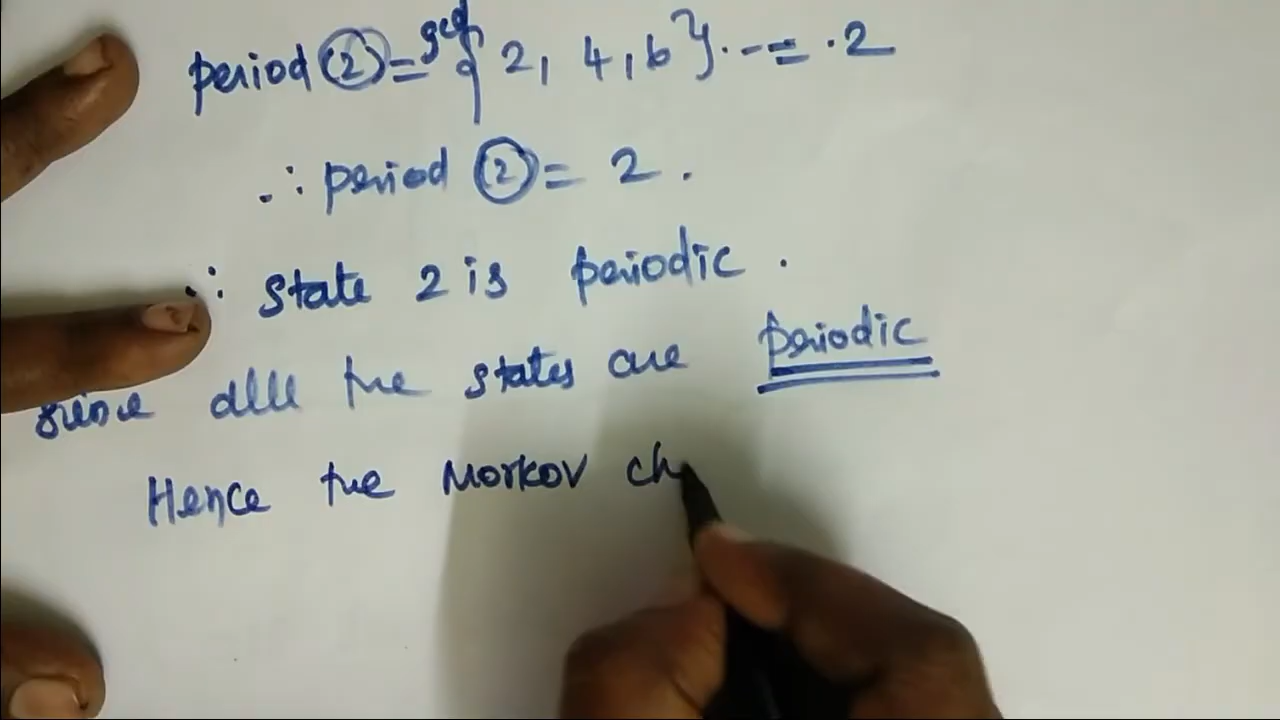 period ② = gcd { 2, 4, 6 } . - = . 2
∴ period ② = 2 .
∴ state 2 is periodic .
since all the states are periodic
Hence the Morkov ch